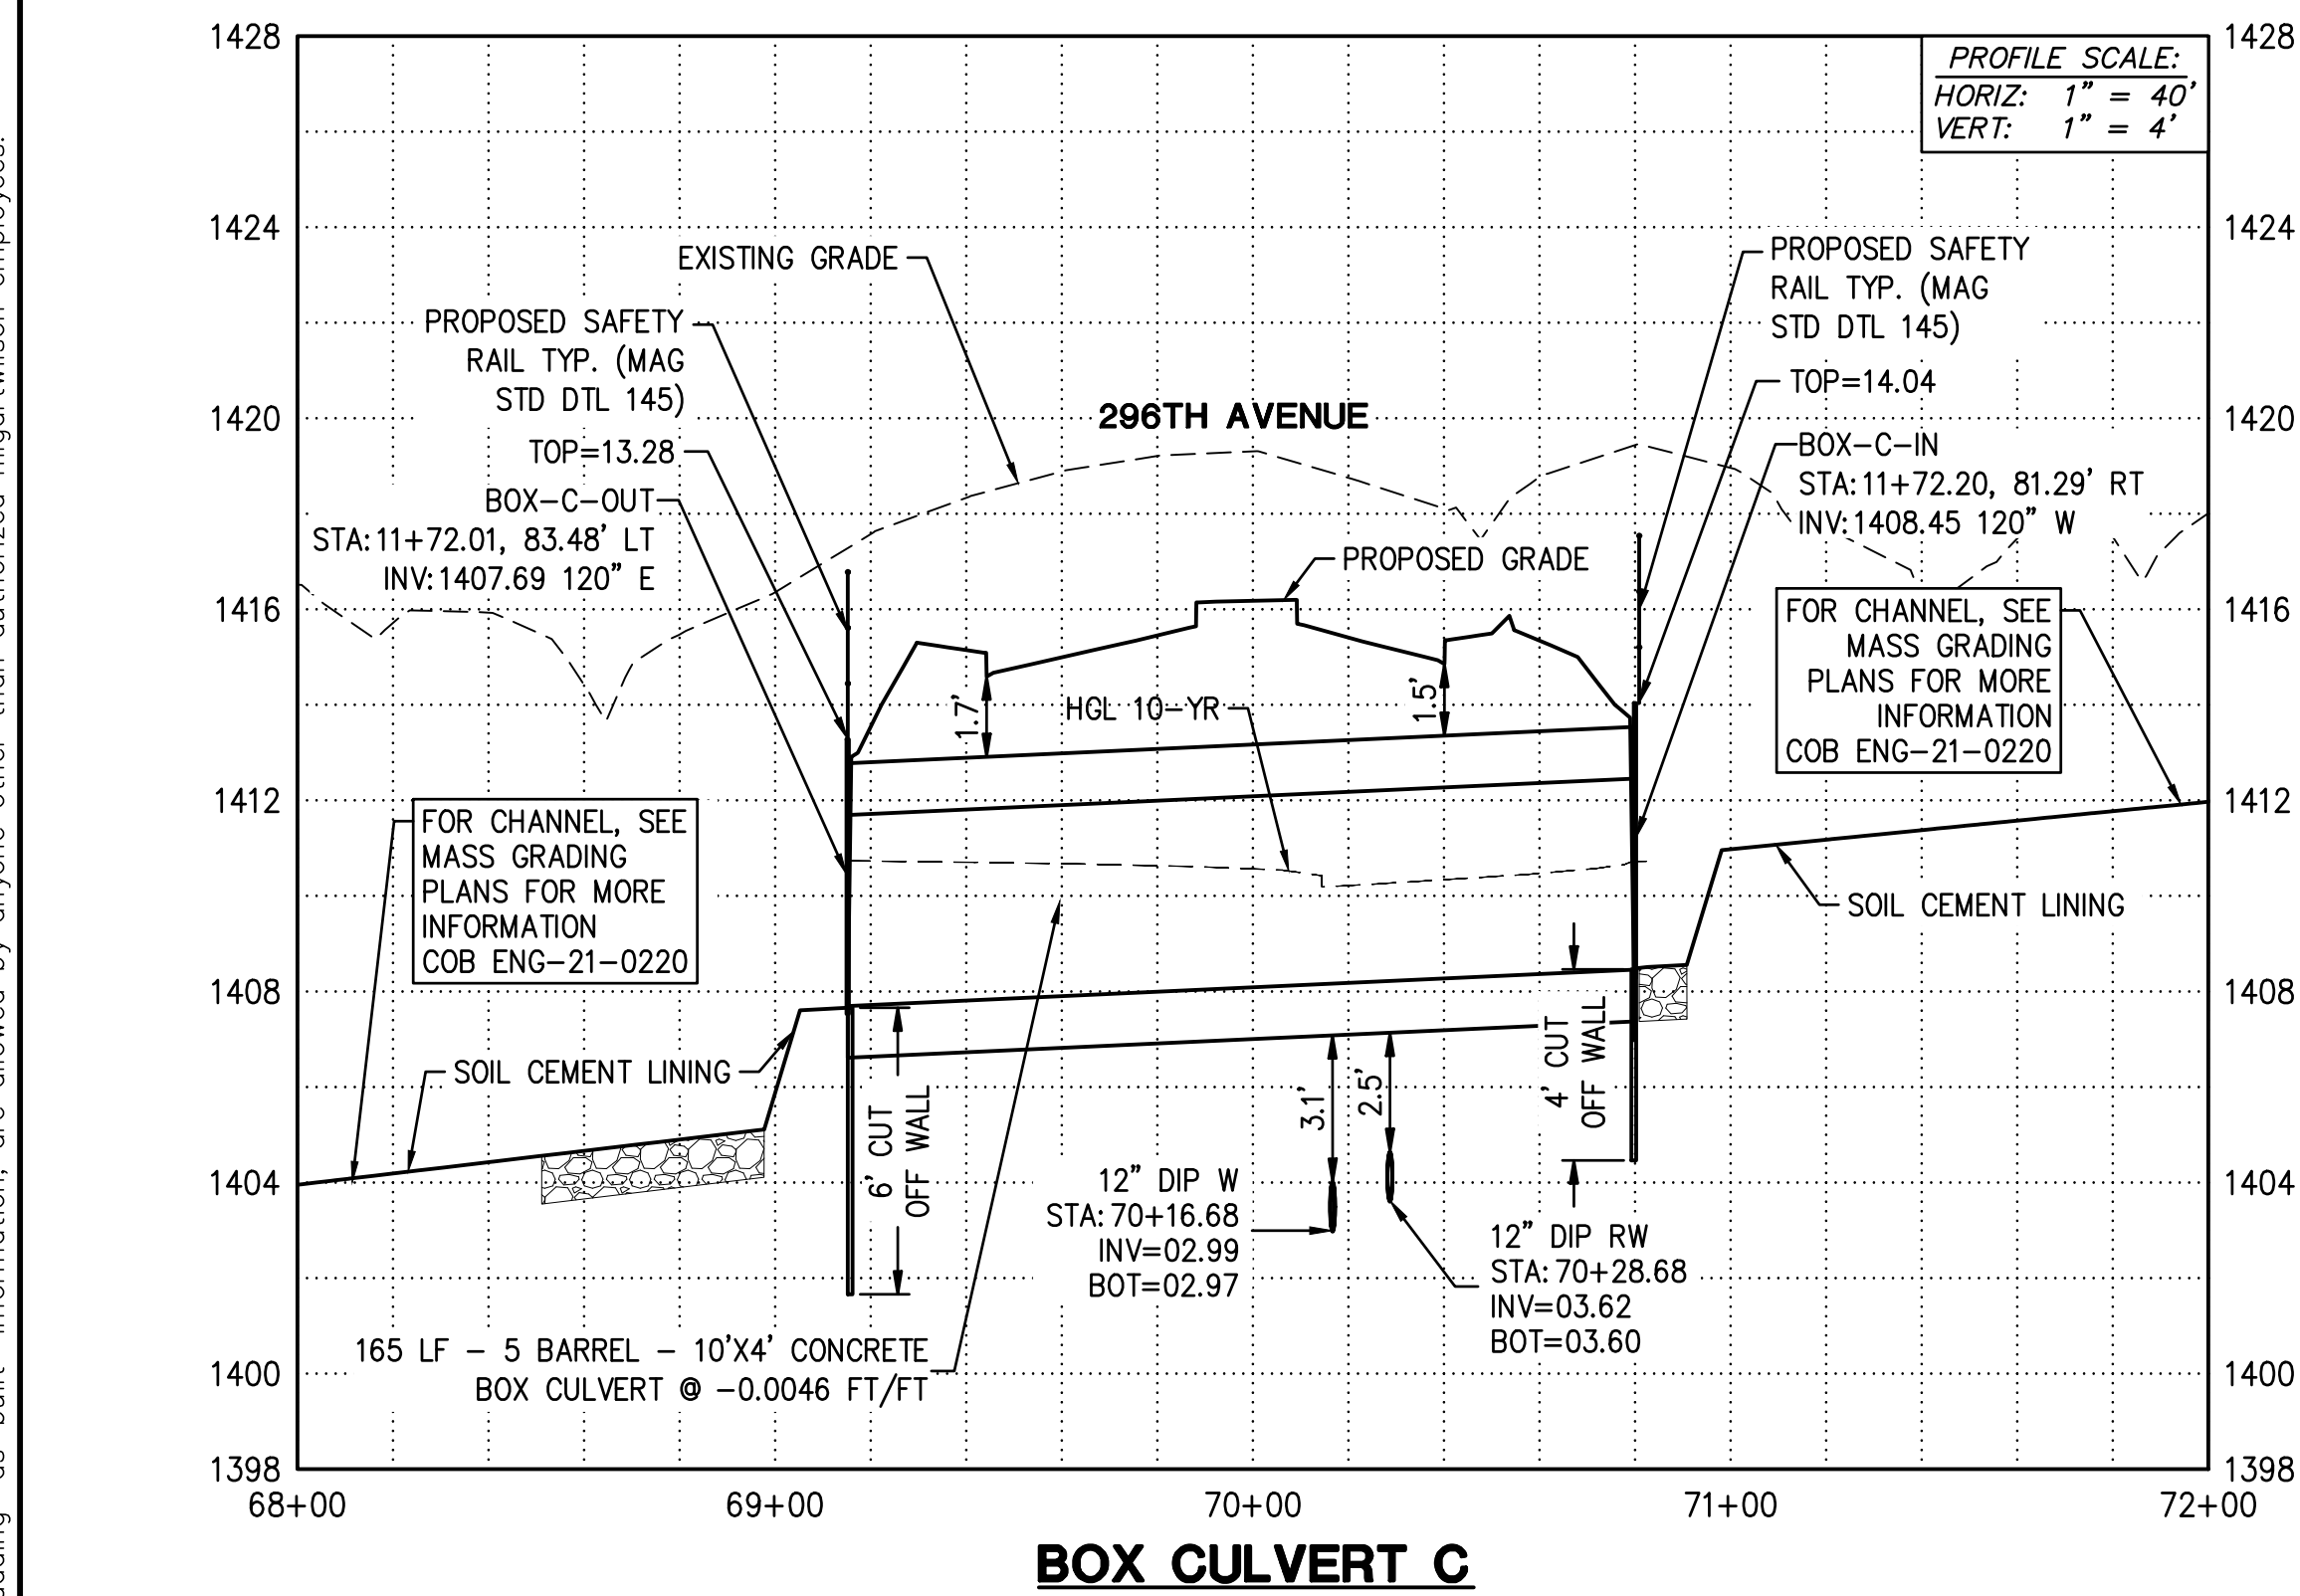 1428
1428
PROFILE SCALE:
HORIZ: 1" = 40'
VERT: 1" = 4'
1424
1424
EXISTING GRADE
PROPOSED SAFETY
RAIL TYP. (MAG
STD DTL 145)
PROPOSED SAFETY
RAIL TYP. (MAG
STD DTL 145)
TOP=14.04
1420
296TH AVENUE
1420
TOP=13.28
BOX-C-IN
STA:11+72.20, 81.29' RT
INV:1408.45 120" W
BOX-C-OUT
STA:11+72.01, 83.48' LT
INV:1407.69 120" E
PROPOSED GRADE
1416
1416
FOR CHANNEL, SEE
MASS GRADING
PLANS FOR MORE
INFORMATION
COB ENG-21-0220
1.7'
HGL 10-YR
1.5'
1412
1412
FOR CHANNEL, SEE
MASS GRADING
PLANS FOR MORE
INFORMATION
COB ENG-21-0220
SOIL CEMENT LINING
1408
1408
SOIL CEMENT LINING
6' CUT
OFF WALL
3.1'
2.5'
4' CUT
OFF WALL
1404
1404
12" DIP W
STA:70+16.68
INV=02.99
BOT=02.97
12" DIP RW
STA:70+28.68
INV=03.62
BOT=03.60
165 LF - 5 BARREL - 10'X4' CONCRETE
BOX CULVERT @ -0.0046 FT/FT
1400
1400
1398
1398
68+00
69+00
70+00
71+00
72+00
BOX CULVERT C